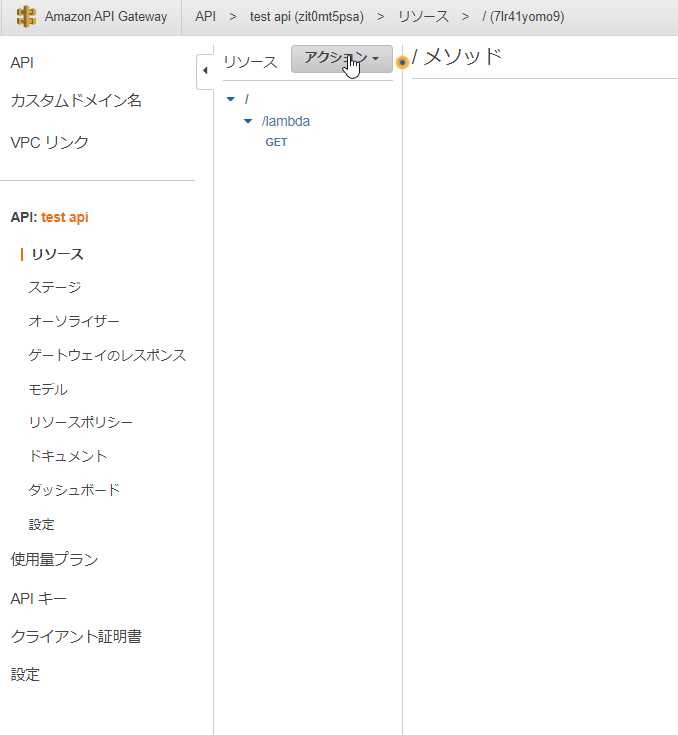 Amazon API Gateway API > test api (zit0mt5psa) > リソース > / (7lr41yomo9)
API
カスタムドメイン名
VPC リンク
API: test api
リソース
ステージ
オーソライザー
ゲートウェイのレスポンス
モデル
リソースポリシー
ドキュメント
ダッシュボード
設定
使用量プラン
API キー
クライアント証明書
設定
リソース アクション
/
/lambda
GET
/ メソッド